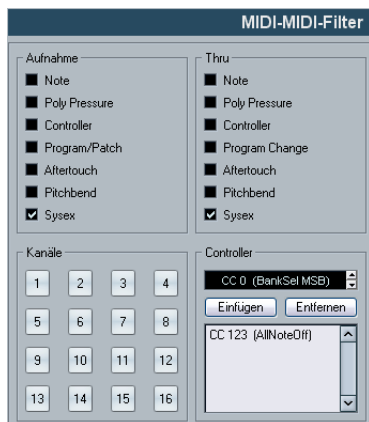 MIDI-MIDI-Filter
Aufnahme
Note
Poly Pressure
Controller
Program/Patch
Aftertouch
Pitchbend
Sysex
Thru
Note
Poly Pressure
Controller
Program Change
Aftertouch
Pitchbend
Sysex
Kanäle
1 2 3 4
5 6 7 8
9 10 11 12
13 14 15 16
Controller
CC 0 (BankSel MSB)
Einfügen Entfernen
CC 123 (AllNoteOff)